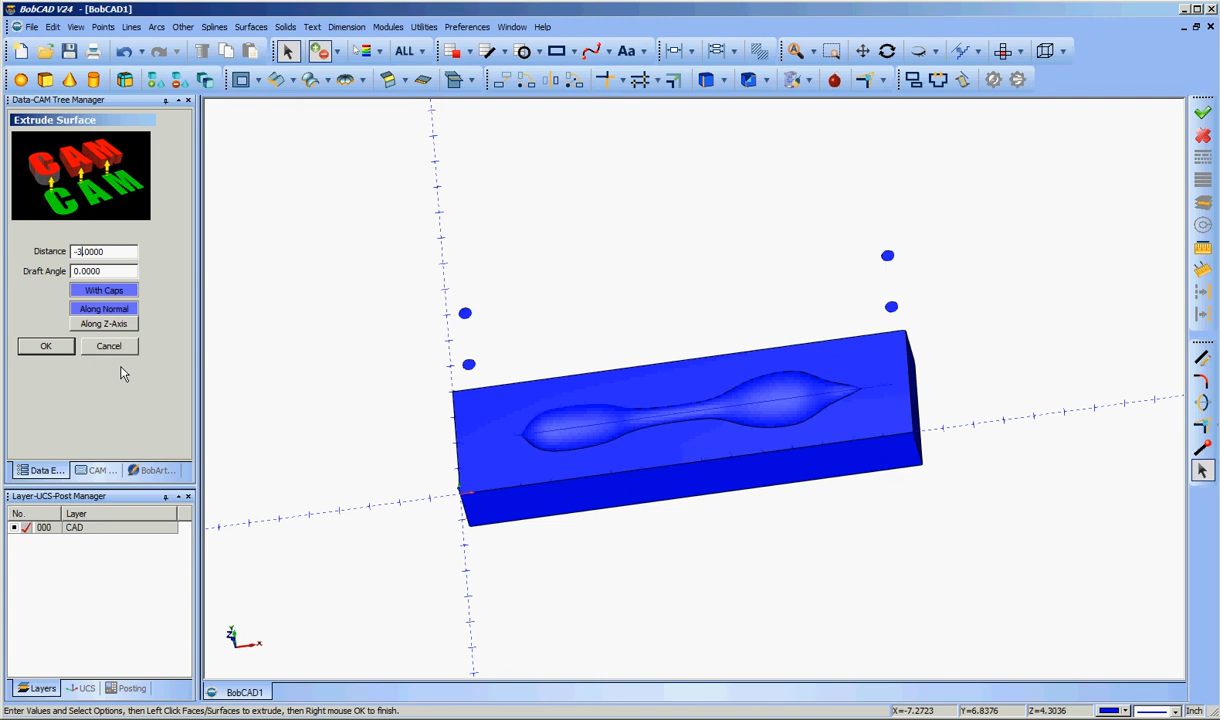 BobCAD V24 - [BobCAD1]
File Edit View Points Lines Arcs Other Splines Surfaces Solids Text Dimension Modules Utilities Preferences Window Help
ALL
Aa
Data-CAM Tree Manager
Extrude Surface
CAM
CAM
Distance -3.0000
Draft Angle 0.0000
With Caps
Along Normal
Along Z-Axis
OK Cancel
Data E... CAM ... BobArt...
Layer-UCS-Post Manager
No. Layer
000 CAD
Layers UCS Posting
Y
Z
X
BobCAD1
Enter Values and Select Options, then Left Click Faces/Surfaces to extrude, then Right mouse OK to finish. X=-7.2723 Y=6.8376 Z=4.3036 Inch